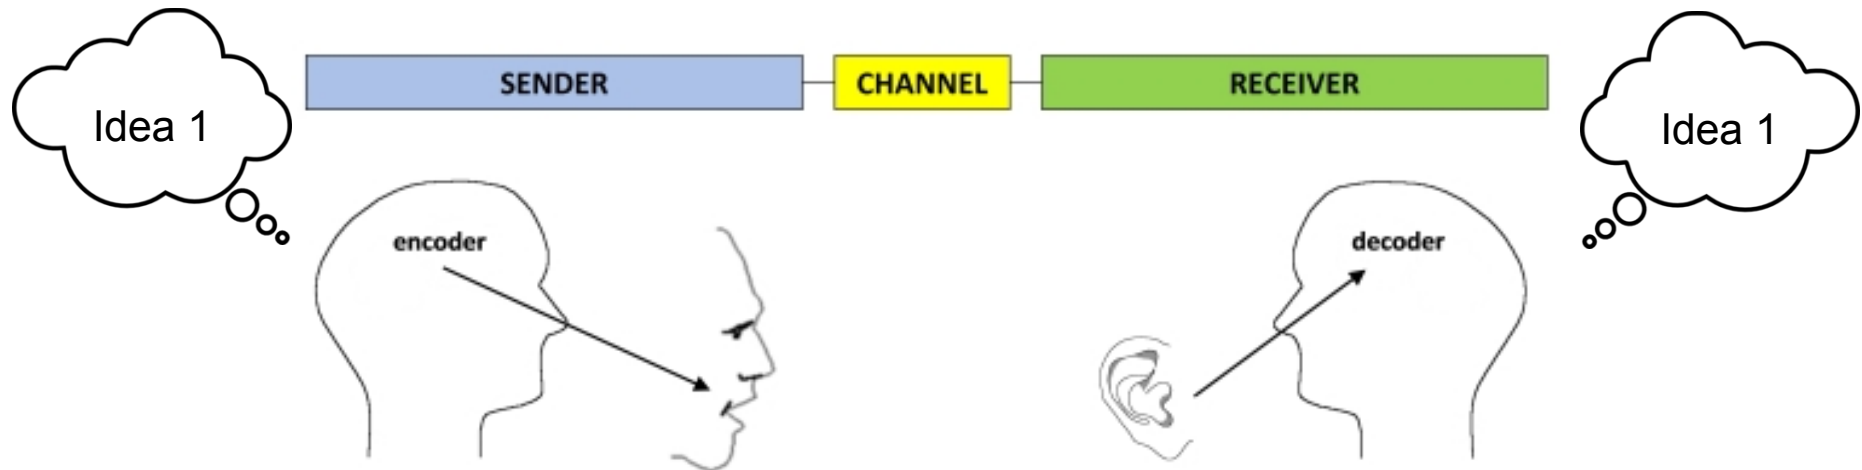 SENDER
CHANNEL
RECEIVER
Idea 1
Idea 1
encoder
decoder